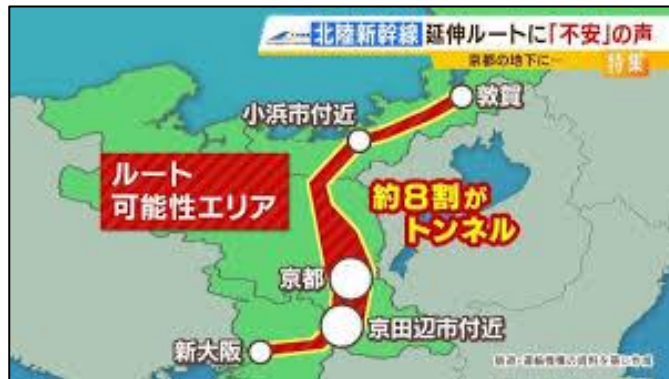 北陸新幹線 延伸ルートに「不安」の声
京都の地下に…
特集
敦賀
小浜市付近
ルート
可能性エリア
約8割が
トンネル
京都
京田辺市付近
新大阪